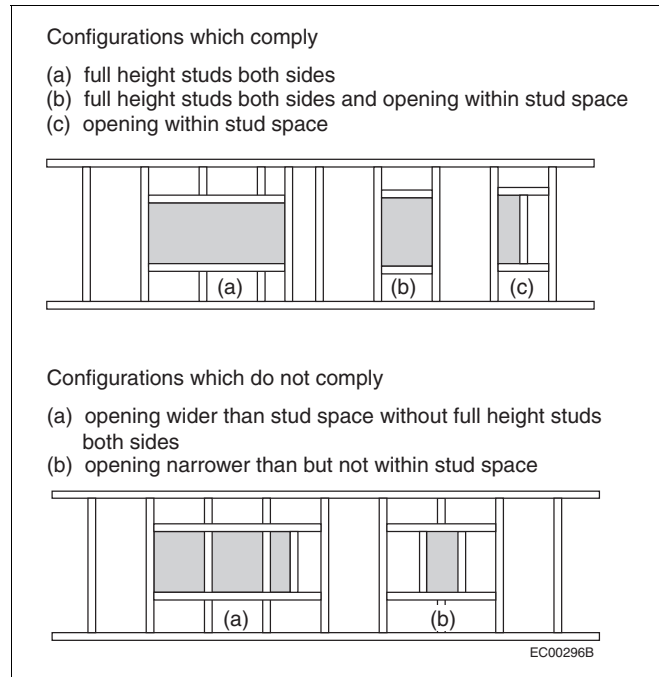 Configurations which comply
(a) full height studs both sides
(b) full height studs both sides and opening within stud space
(c) opening within stud space
(a)
(b)
(c)
Configurations which do not comply
(a) opening wider than stud space without full height studs
both sides
(b) opening narrower than but not within stud space
(a)
(b)
EC00296B